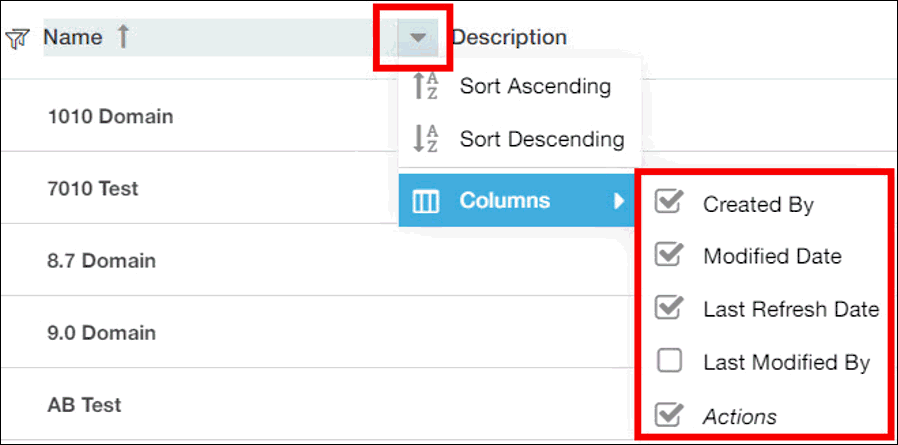 Name Description
Sort Ascending
1010 Domain
Sort Descending
7010 Test
Columns
Created By
Modified Date
8.7 Domain
Last Refresh Date
9.0 Domain
Last Modified By
AB Test
Actions